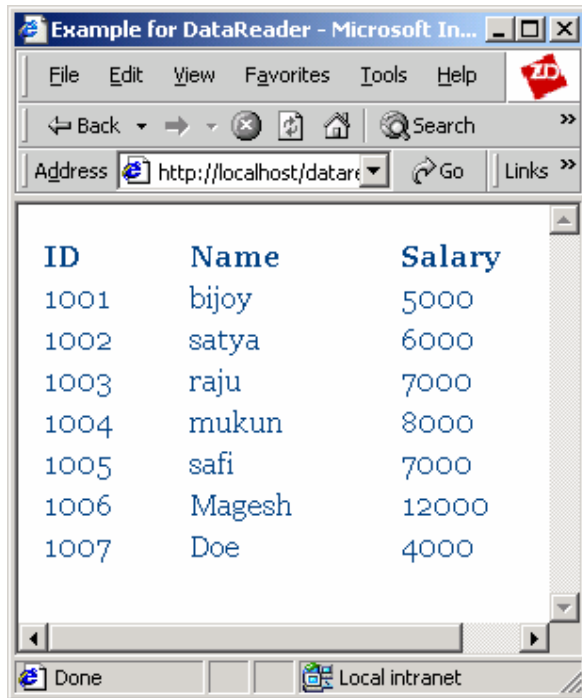 Example for DataReader - Microsoft In...
File Edit View Favorites Tools Help
ZD
Back Search »
Address http://localhost/datare Go Links »
ID Name Salary
1001 bijoy 5000
1002 satya 6000
1003 raju 7000
1004 mukun 8000
1005 safi 7000
1006 Magesh 12000
1007 Doe 4000
Done Local intranet